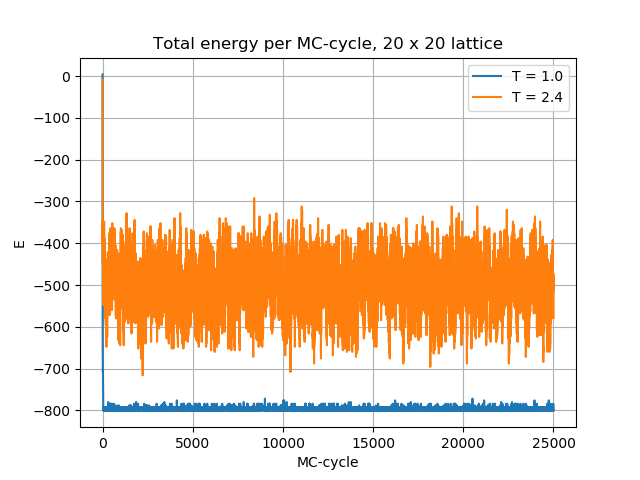 Total energy per MC-cycle, 20 x 20 lattice
T = 1.0
T = 2.4
0
−100
−200
−300
−400
−500
−600
−700
−800
E
0 5000 10000 15000 20000 25000
MC-cycle